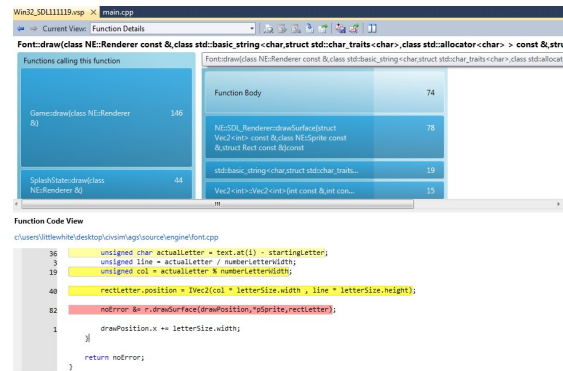 Win32_SDL111119.vsp × main.cpp
Current View: Function Details
Font::draw(class NE::Renderer const &,class std::basic_string<char,struct std::char_traits<char>,class std::allocator<char> > const &,stru
Functions calling this function
Font::draw(class NE::Renderer const &,class std::basic_string<char,struct std::char_traits<char>,class std::allocat
Function Body 74
Game::draw(class NE::Renderer 146
&)
NE::SDL_Renderer::drawSurface(struct 78
Vec2<int> const &,class NE::Sprite const
&,struct Rect const &)const
std::basic_string<char,struct std::char_traits... 19
SplashState::draw(class 44
NE::Renderer &)
Vec2<int>::Vec2<int>(int const &,int con... 15
Function Code View
c:\users\littlewhite\desktop\civsim\ags\source\engine\font.cpp
36 unsigned char actualLetter = text.at(i) - startingLetter;
3 unsigned line = actualLetter / numberLetterWidth;
19 unsigned col = actualLetter % numberLetterWidth;
40 rectLetter.position = IVec2(col * letterSize.width , line * letterSize.height);
82 noError &= r.drawSurface(drawPosition,*pSprite,rectLetter);
1 drawPosition.x += letterSize.width;
}
return noError;
}